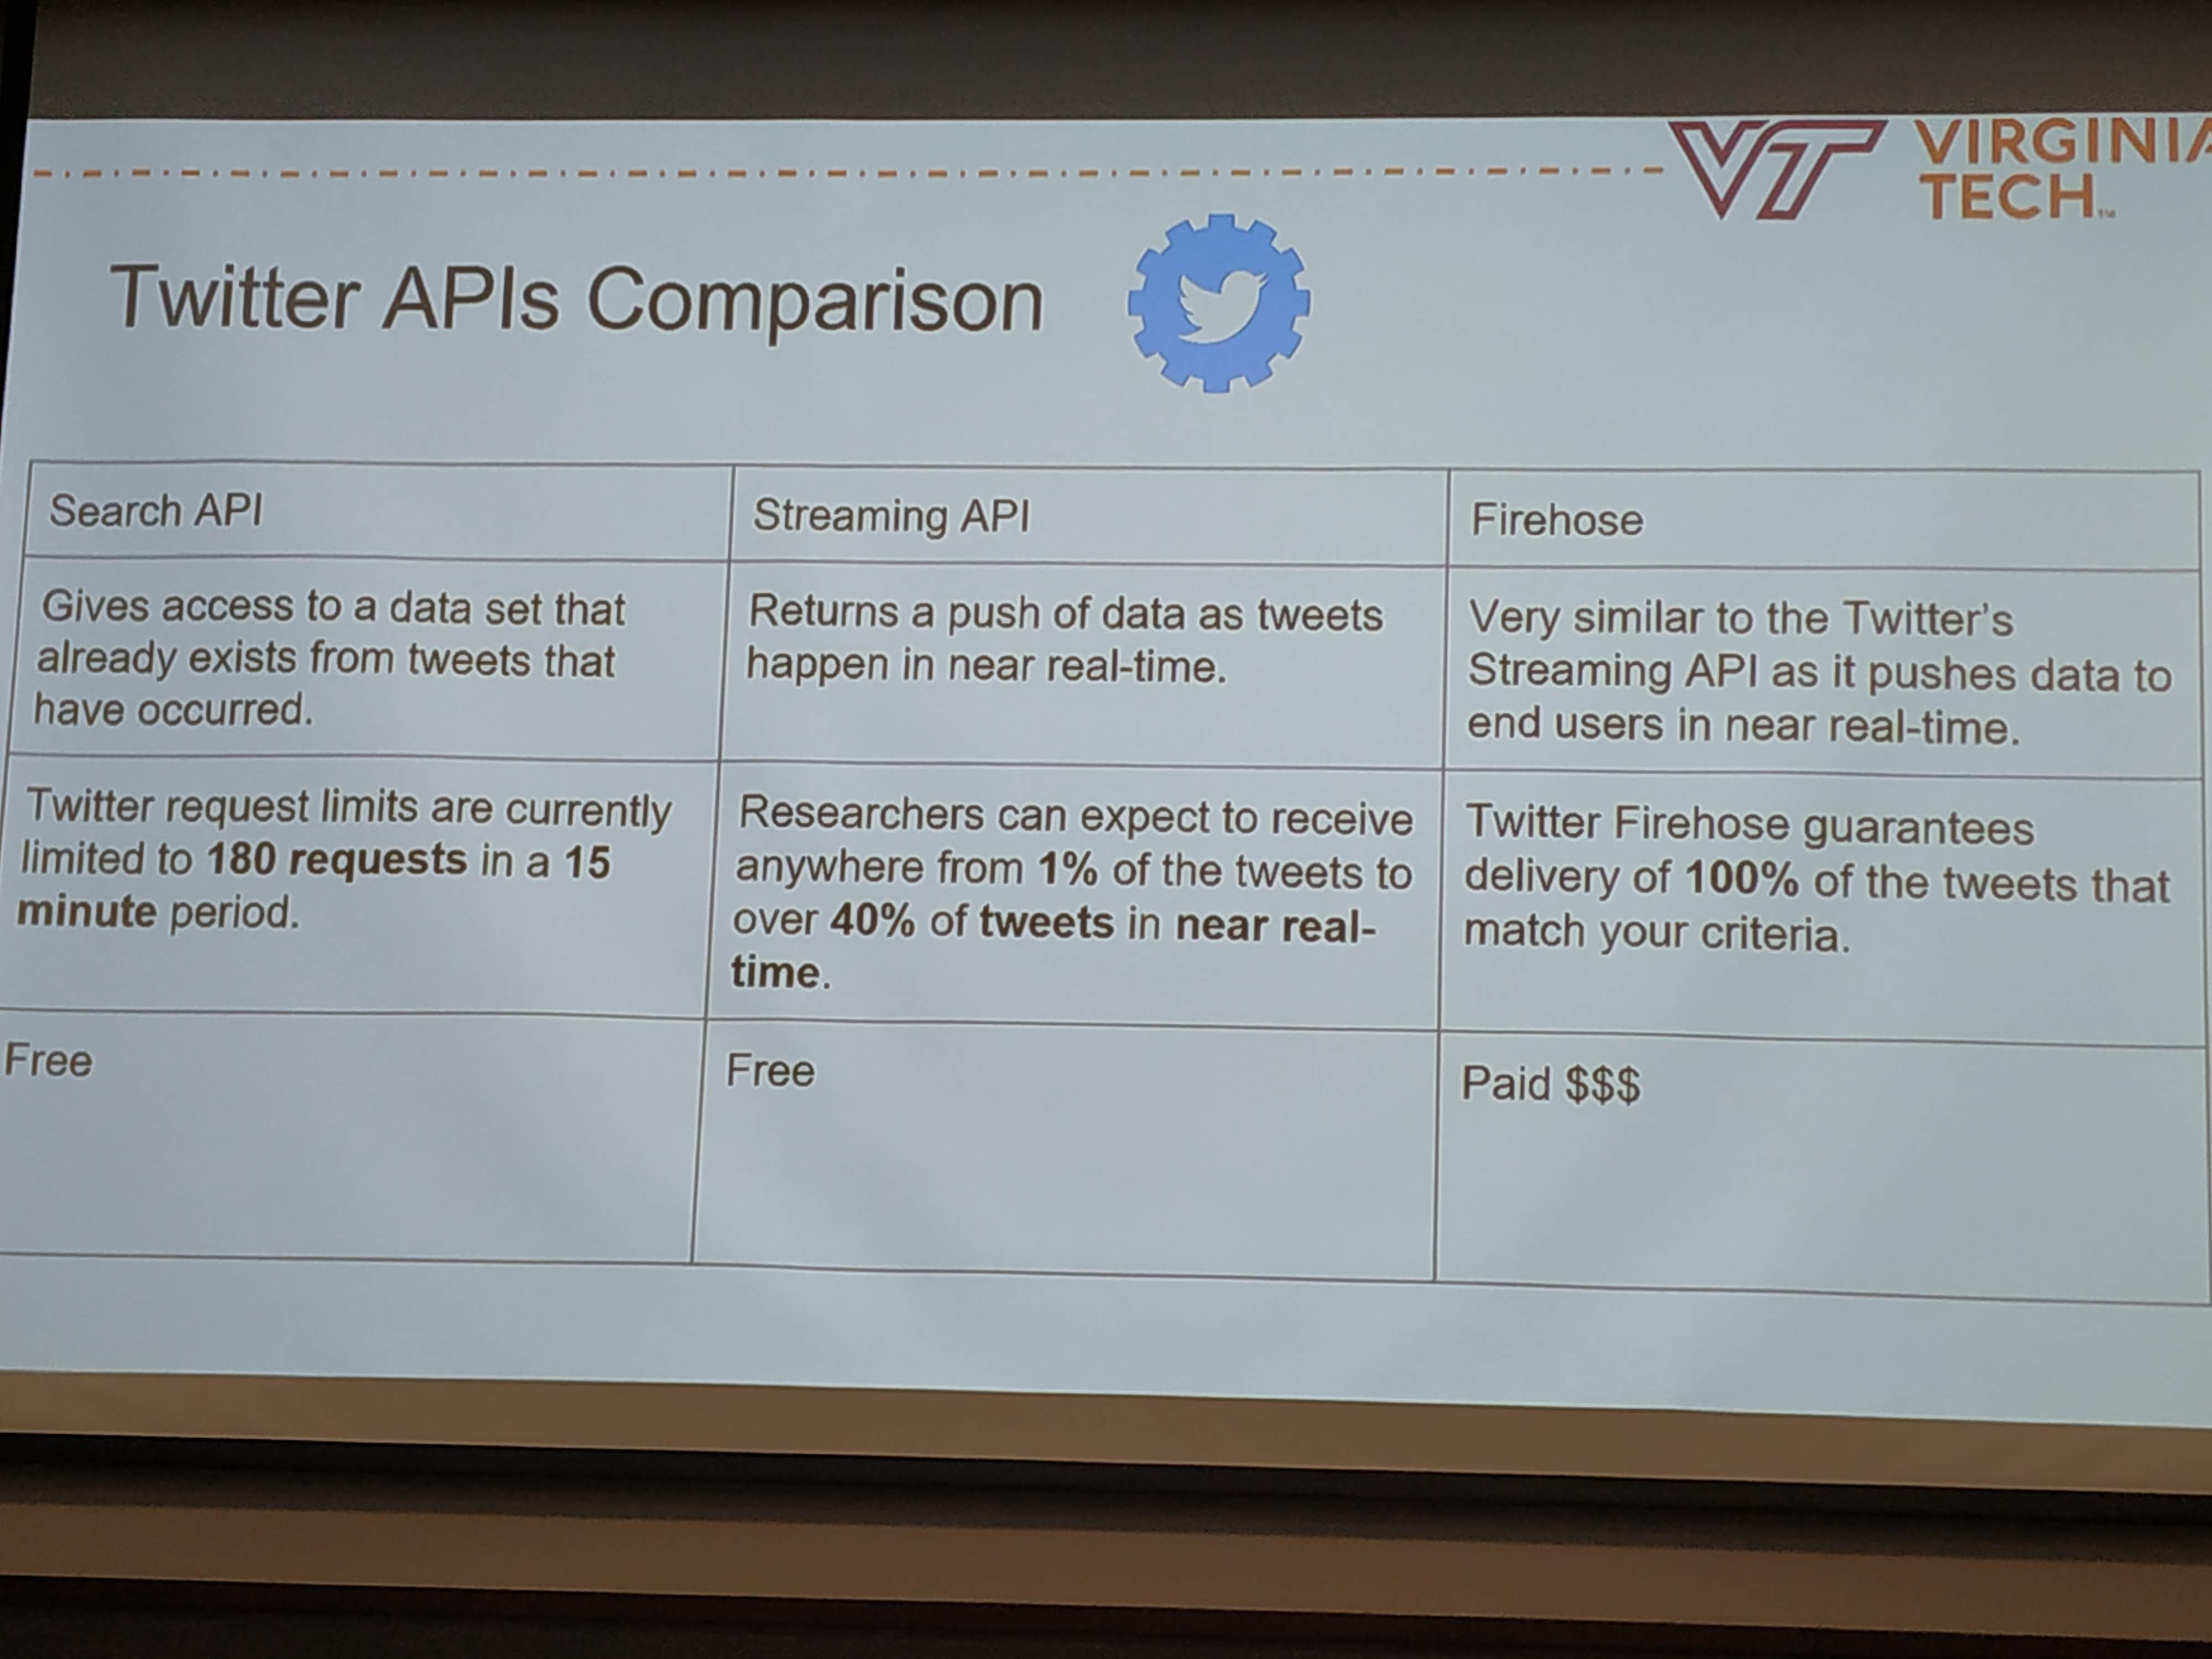 VT VIRGINIA
TECH™
Twitter APIs Comparison
Search API
Streaming API
Firehose
Gives access to a data set that
already exists from tweets that
have occurred.
Returns a push of data as tweets
happen in near real-time.
Very similar to the Twitter's
Streaming API as it pushes data to
end users in near real-time.
Twitter request limits are currently
limited to 180 requests in a 15
minute period.
Researchers can expect to receive
anywhere from 1% of the tweets to
over 40% of tweets in near real-
time.
Twitter Firehose guarantees
delivery of 100% of the tweets that
match your criteria.
Free
Free
Paid $$$